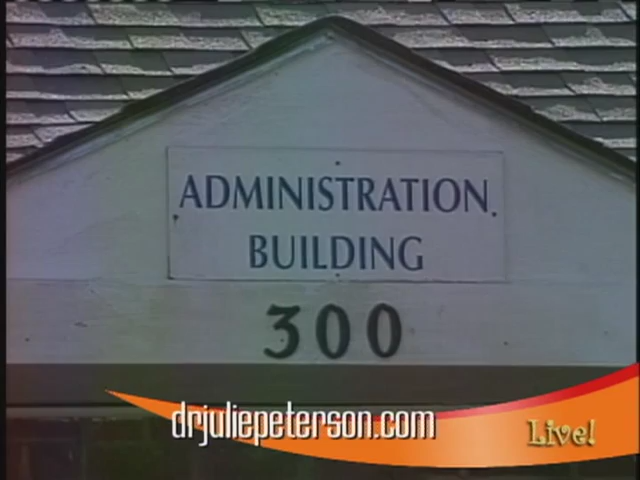 ADMINISTRATION
BUILDING
300
drjuliepeterson.com
Live!